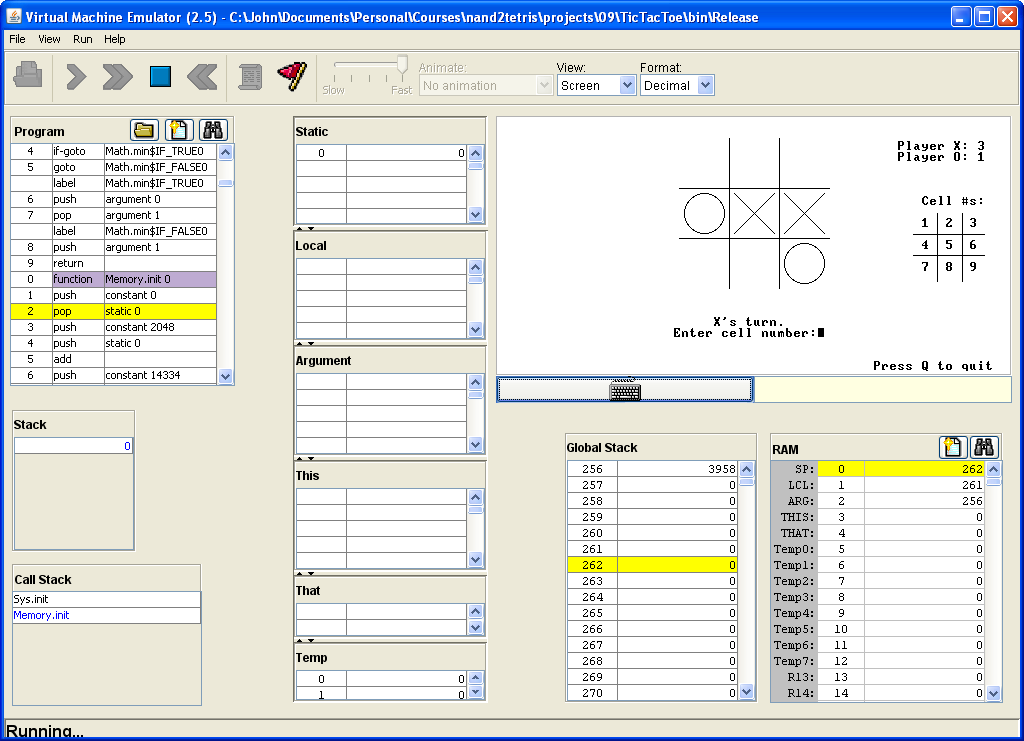 Virtual Machine Emulator (2.5) - C:\John\Documents\Personal\Courses\nand2tetris\projects\09\TicTacToe\bin\Release
File View Run Help
Slow Fast
Animate:
No animation
View:
Screen
Format:
Decimal
Program
4 if-goto Math.min$IF_TRUE0
5 goto Math.min$IF_FALSE0
label Math.min$IF_TRUE0
6 push argument 0
7 pop argument 1
label Math.min$IF_FALSE0
8 push argument 1
9 return
0 function Memory.init 0
1 push constant 0
2 pop static 0
3 push constant 2048
4 push static 0
5 add
6 push constant 14334
Stack
0
Call Stack
Sys.init
Memory.init
Static
0 0
Local
Argument
This
That
Temp
0 0
1 0
Player X: 3
Player O: 1
Cell #s:
1 2 3
4 5 6
7 8 9
X's turn.
Enter cell number:
Press Q to quit
Global Stack
256 3958
257 0
258 0
259 0
260 0
261 0
262 0
263 0
264 0
265 0
266 0
267 0
268 0
269 0
270 0
RAM
SP: 0 262
LCL: 1 261
ARG: 2 256
THIS: 3 0
THAT: 4 0
Temp0: 5 0
Temp1: 6 0
Temp2: 7 0
Temp3: 8 0
Temp4: 9 0
Temp5: 10 0
Temp6: 11 0
Temp7: 12 0
R13: 13 0
R14: 14 0
Running...